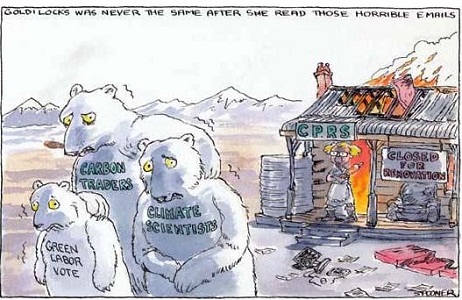 GOLDILOCKS WAS NEVER THE SAME AFTER SHE READ THOSE HORRIBLE EMAILS
CPRS
CLOSED
FOR
RENOVATION
CARBON
TRADERS
CLIMATE
SCIENTISTS
GREEN
LABOR
VOTE
SPOONER